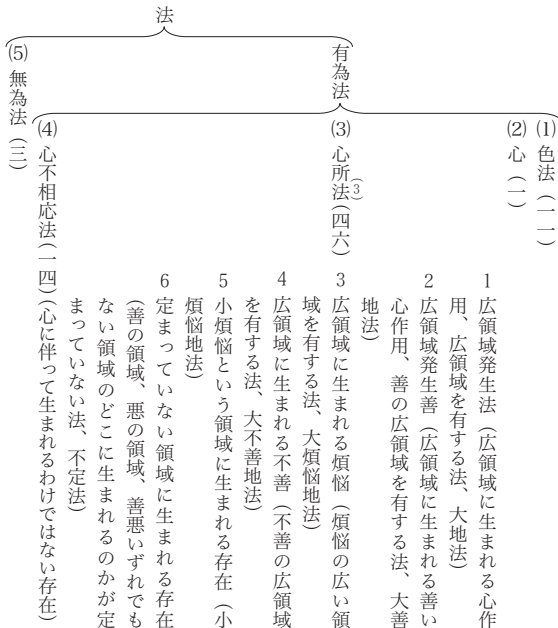 法
有為法
(1) 色法（一一）
(2) 心（一）
(3) 心所法(3)（四六）
1 広領域発生法（広領域に生まれる心作
用、広領域を有する法、大地法）
2 広領域発生善（広領域に生まれる善い
心作用、善の広領域を有する法、大善
地法）
3 広領域に生まれる煩悩（煩悩の広い領
域を有する法、大煩悩地法）
4 広領域に生まれる不善（不善の広領域
を有する法、大不善地法）
5 小煩悩という領域に生まれる存在（小
煩悩地法）
6 定まっていない領域に生まれる存在
（善の領域、悪の領域、善悪いずれでも
ない領域のどこに生まれるのかが定
まっていない法、不定法）
(4) 心不相応法（一四）（心に伴って生まれるわけではない存在）
(5) 無為法（三）